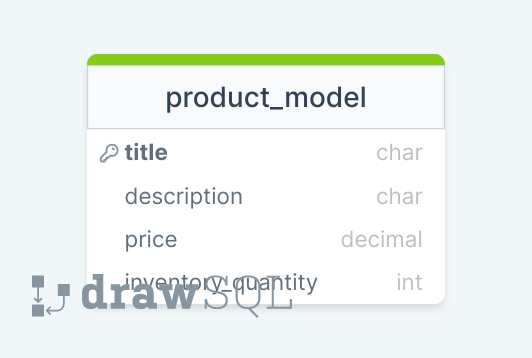 product_model
title char
description char
price decimal
inventory_quantity int
drawSQL